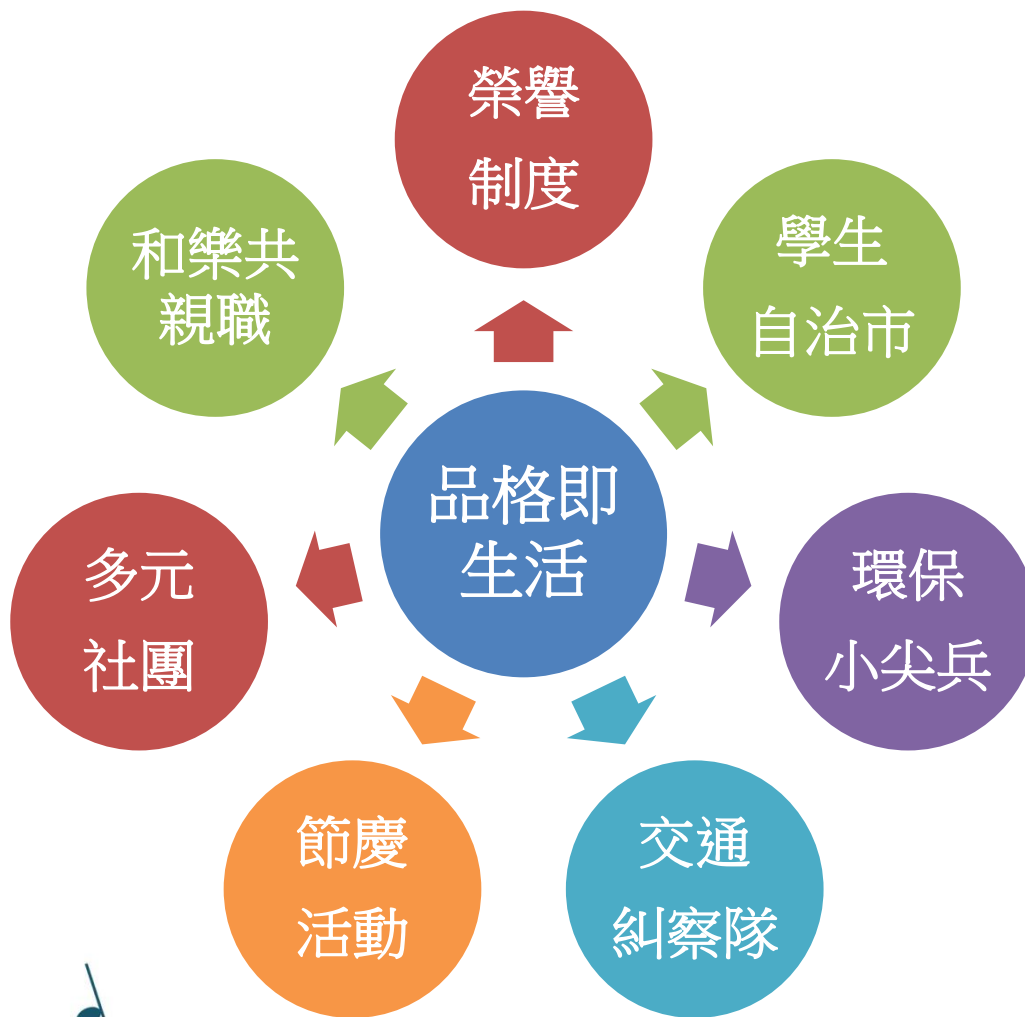 榮譽
制度
學生
自治市
環保
小尖兵
交通
糾察隊
節慶
活動
多元
社團
和樂共
親職
品格即
生活